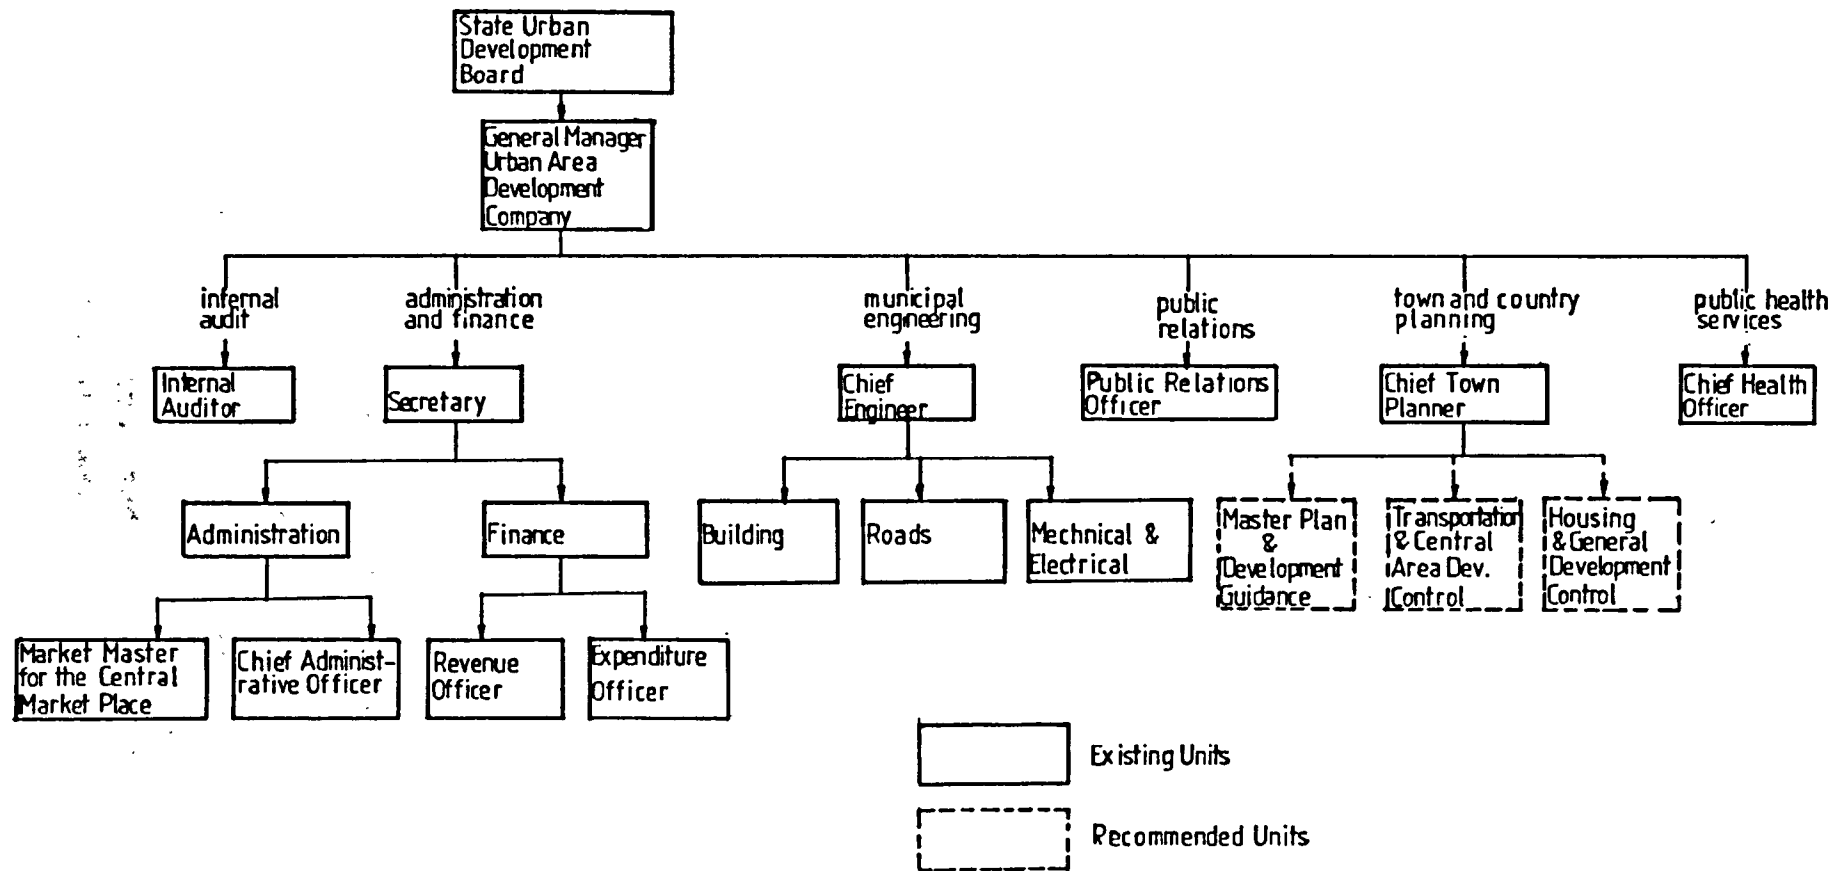 State Urban
Development
Board
General Manager
Urban Area
Development
Company
internal
audit
administration
and finance
municipal
engineering
public
relations
town and country
planning
public health
services
Internal
Auditor
Secretary
Chief
Engineer
Public Relations
Officer
Chief Town
Planner
Chief Health
Officer
Administration
Finance
Building
Roads
Mechnical &
Electrical
Master Plan
&
Development
Guidance
Transportation
& Central
Area Dev.
Control
Housing
& General
Development
Control
Market Master
for the Central
Market Place
Chief Administ-
rative Officer
Revenue
Officer
Expenditure
Officer
Existing Units
Recommended Units